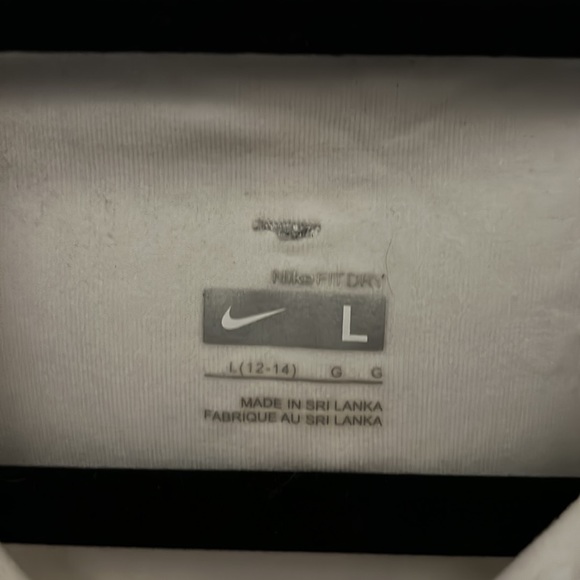 Nike FIT DRY
L
L(12-14) G G
MADE IN SRI LANKA
FABRIQUE AU SRI LANKA